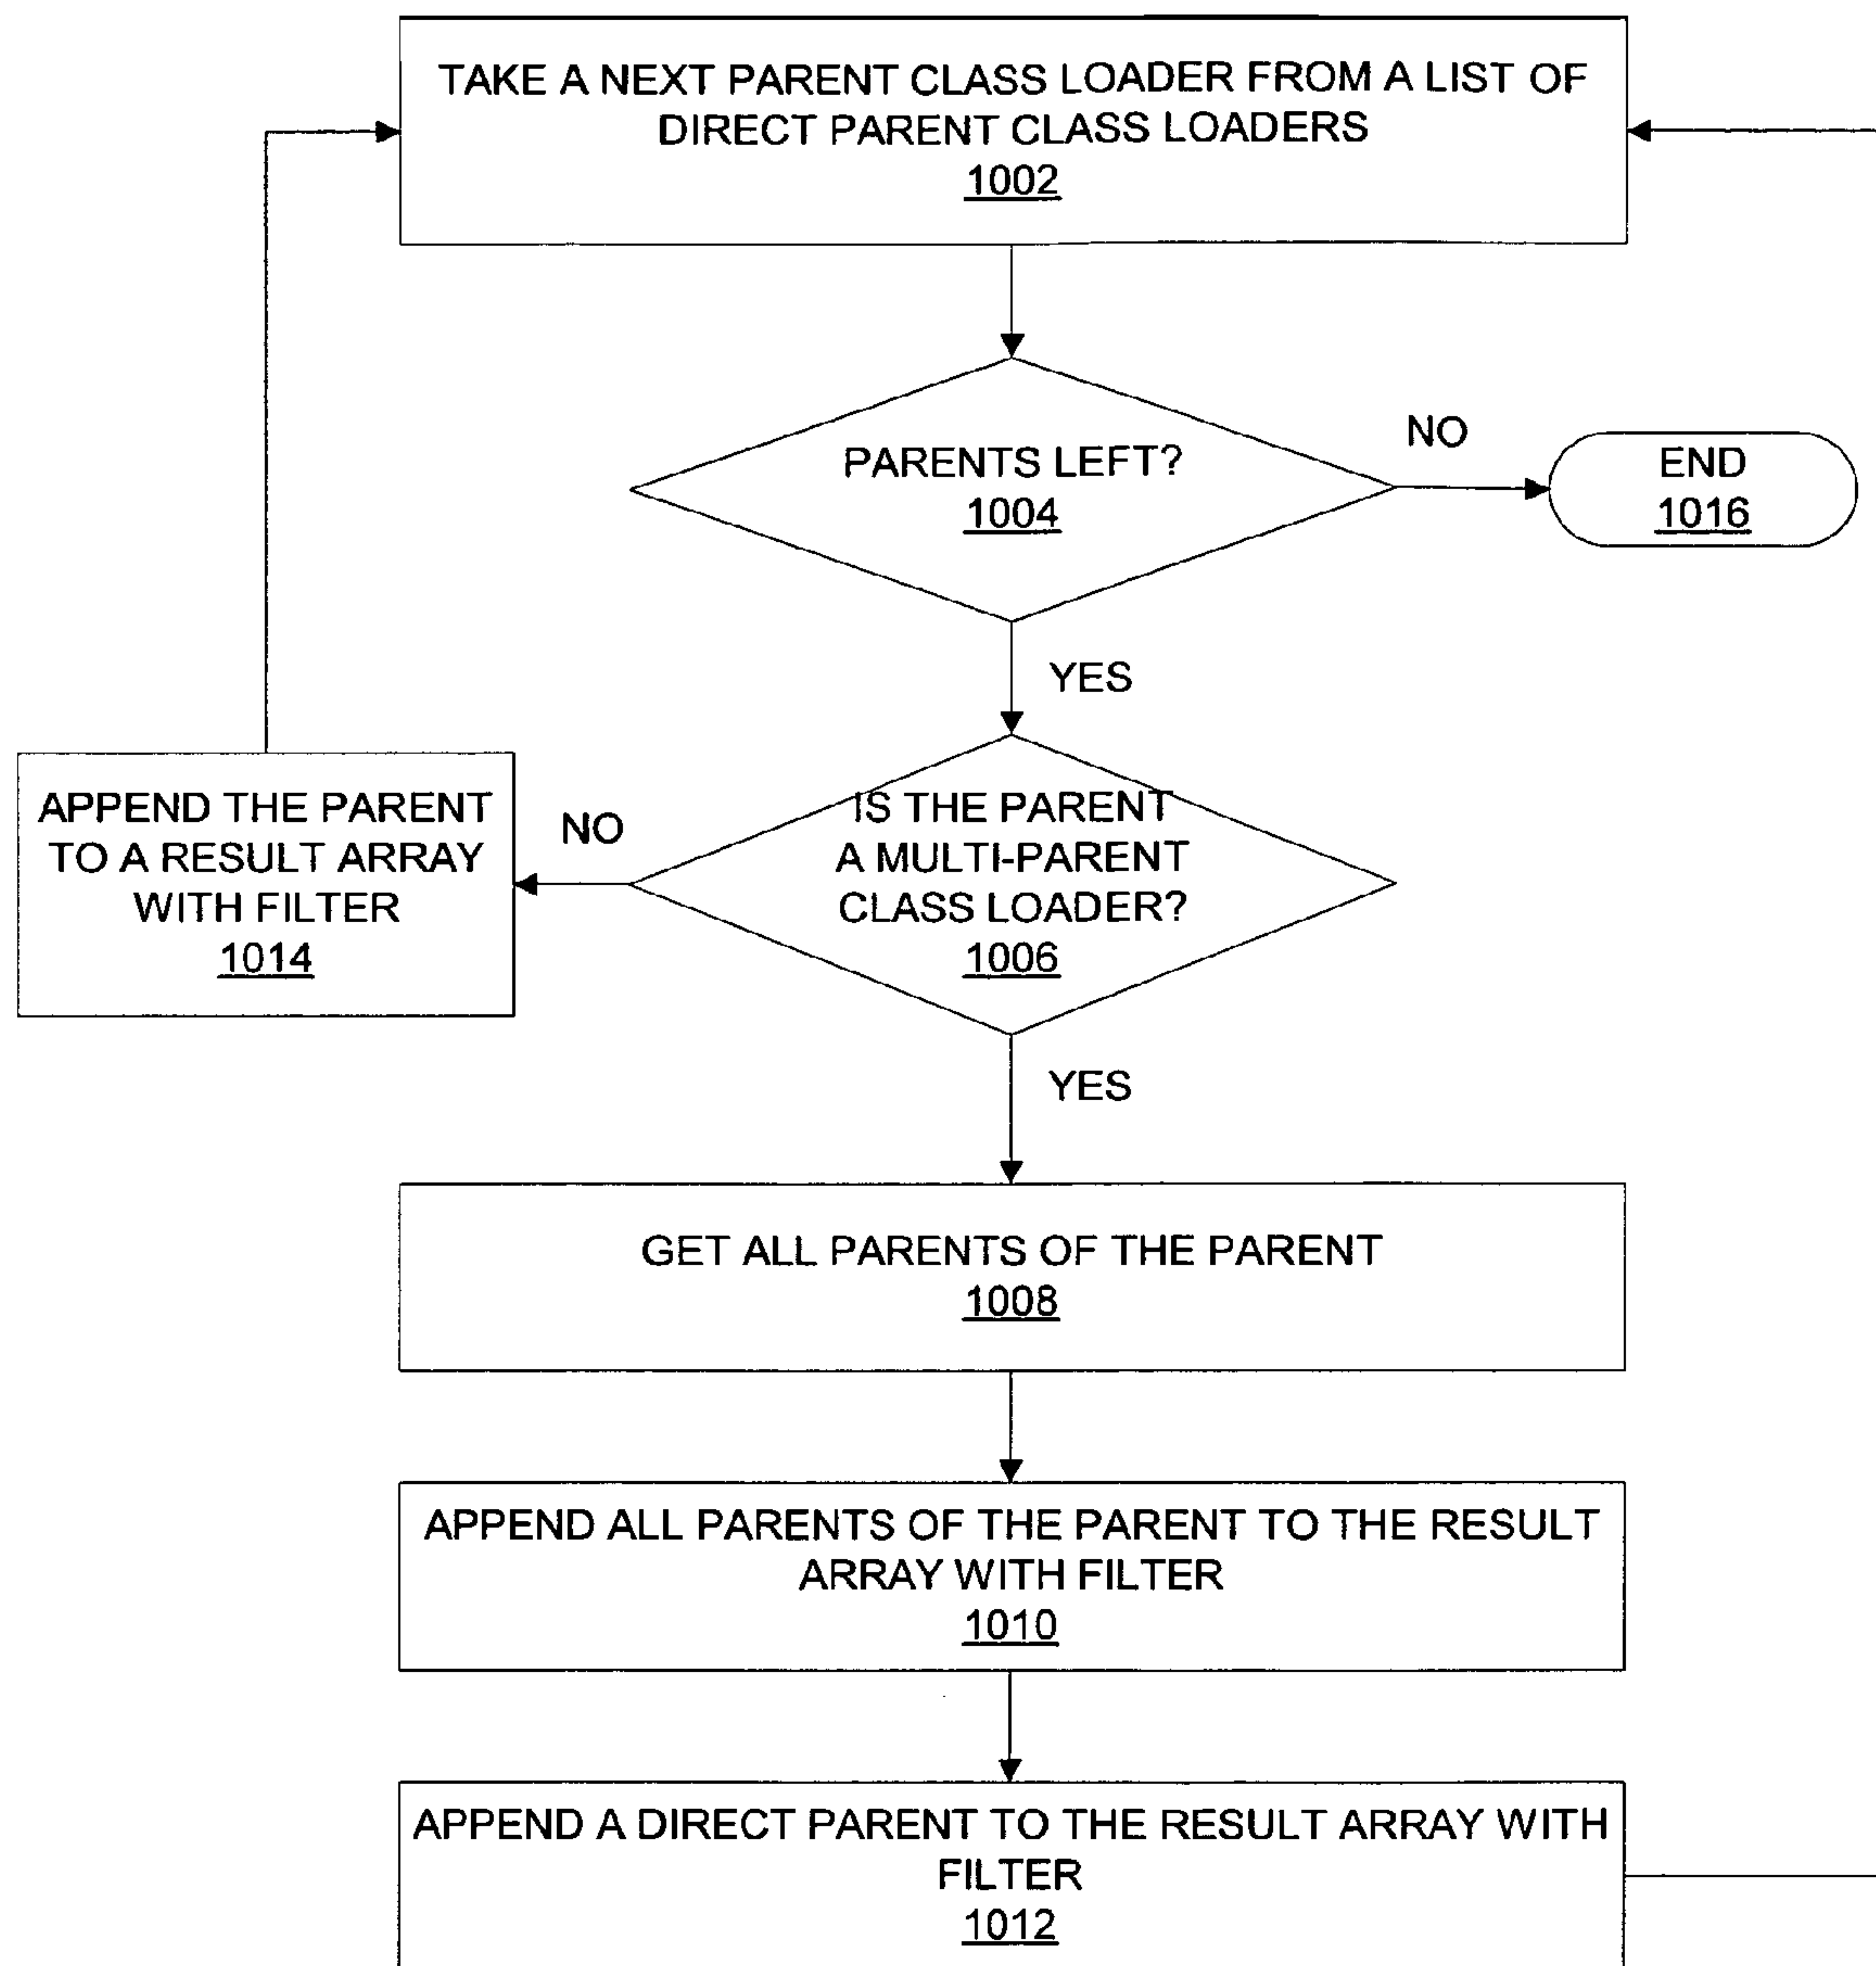 TAKE A NEXT PARENT CLASS LOADER FROM A LIST OF
DIRECT PARENT CLASS LOADERS
1002
PARENTS LEFT?
1004
NO
END
1016
YES
IS THE PARENT
A MULTI-PARENT
CLASS LOADER?
1006
NO
APPEND THE PARENT
TO A RESULT ARRAY
WITH FILTER
1014
YES
GET ALL PARENTS OF THE PARENT
1008
APPEND ALL PARENTS OF THE PARENT TO THE RESULT
ARRAY WITH FILTER
1010
APPEND A DIRECT PARENT TO THE RESULT ARRAY WITH
FILTER
1012